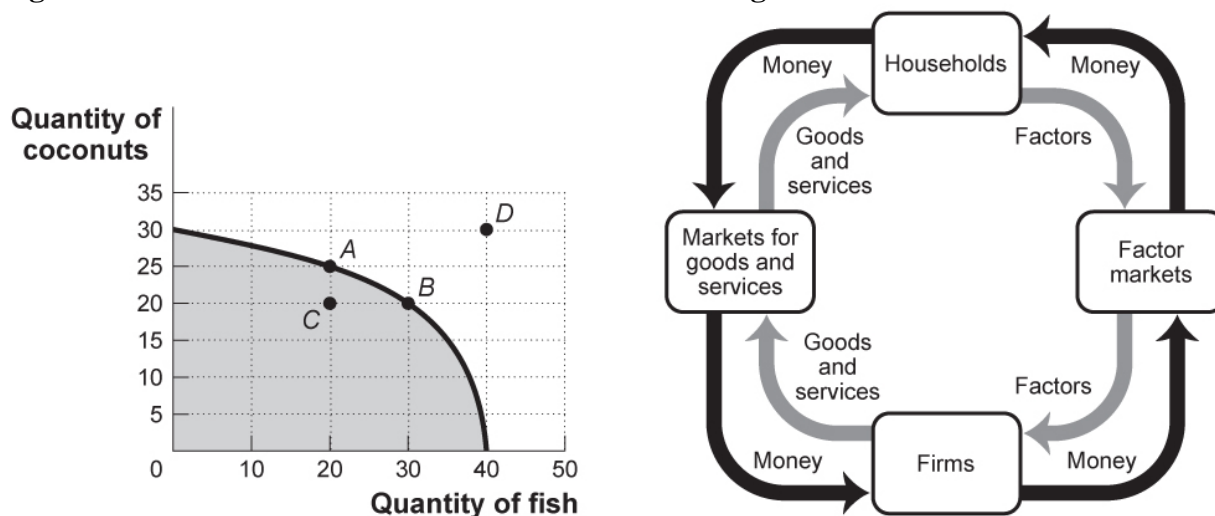 Quantity of
coconuts
35
30
25
20
15
10
5
0
10
20
30
40
50
Quantity of fish
A
B
C
D
Households
Money
Money
Goods
and
services
Factors
Markets for
goods and
services
Factor
markets
Goods
and
services
Factors
Money
Firms
Money